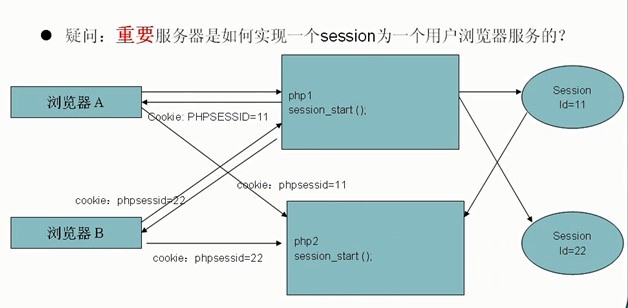 ● 疑问：重要服务器是如何实现一个session为一个用户浏览器服务的？
浏览器 A
php1
session_start ();
Session
Id=11
Cookie: PHPSESSID=11
cookie：phpsessid=11
cookie：phpsessid=22
浏览器 B
cookie：phpsessid=22
php2
session_start ();
Session
Id=22